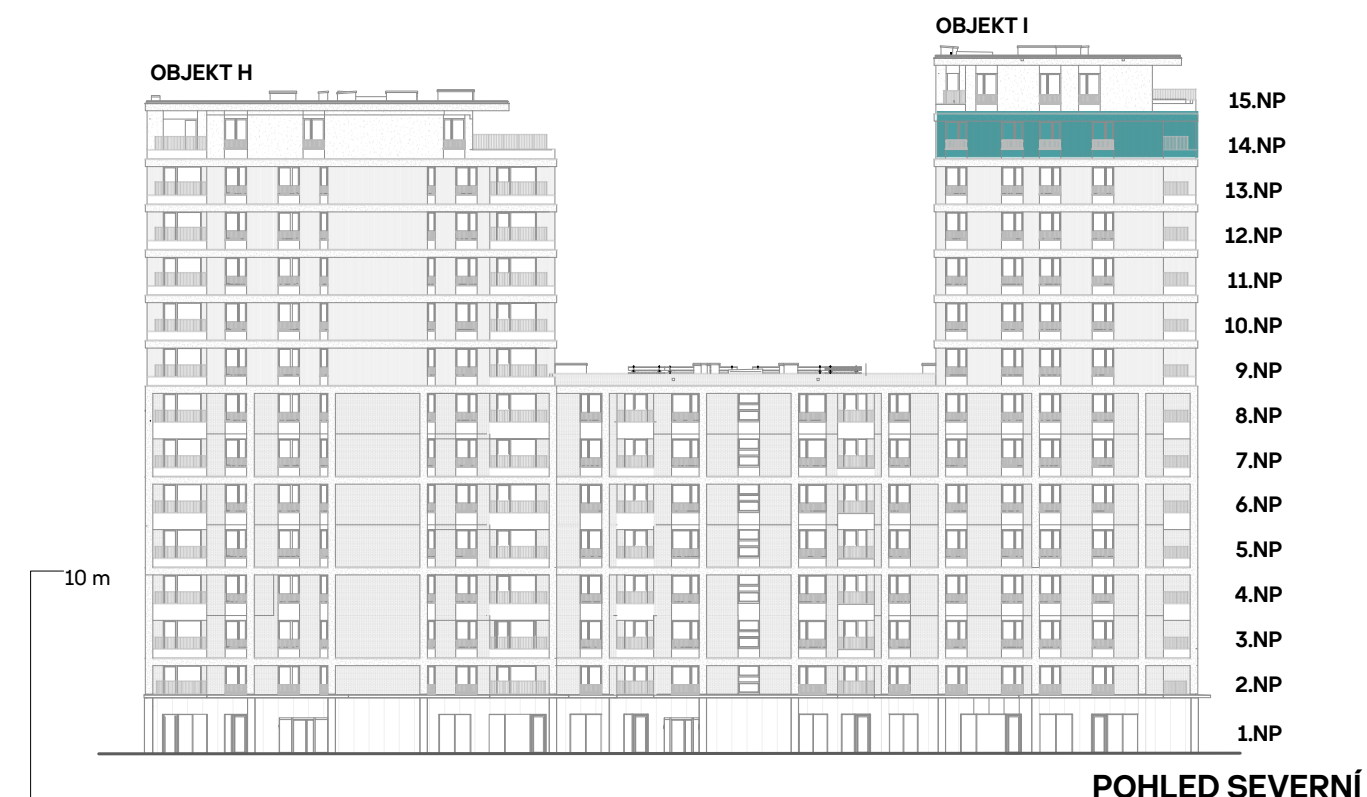 OBJEKT I
OBJEKT H
15.NP
14.NP
13.NP
12.NP
11.NP
10.NP
9.NP
8.NP
7.NP
6.NP
5.NP
10 m
4.NP
3.NP
2.NP
1.NP
POHLED SEVERNÍ